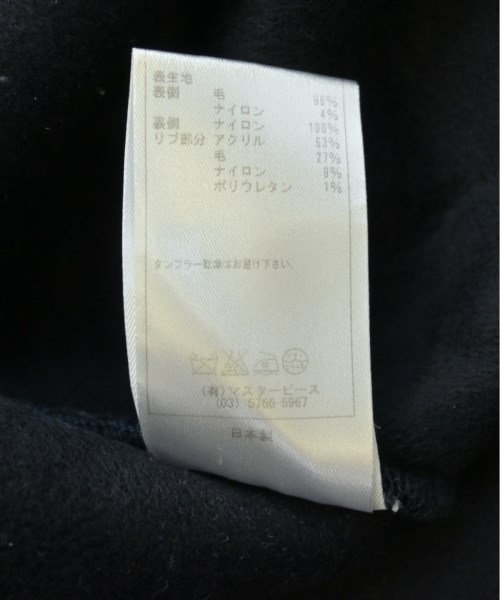 表生地
表側 毛 96%
ナイロン 4%
裏側 ナイロン 100%
リブ部分 アクリル 63%
毛 27%
ナイロン 9%
ポリウレタン 1%
タンブラー乾燥はお避け下さい。
(有)マスターピース
(03) 5766-5967
日本製